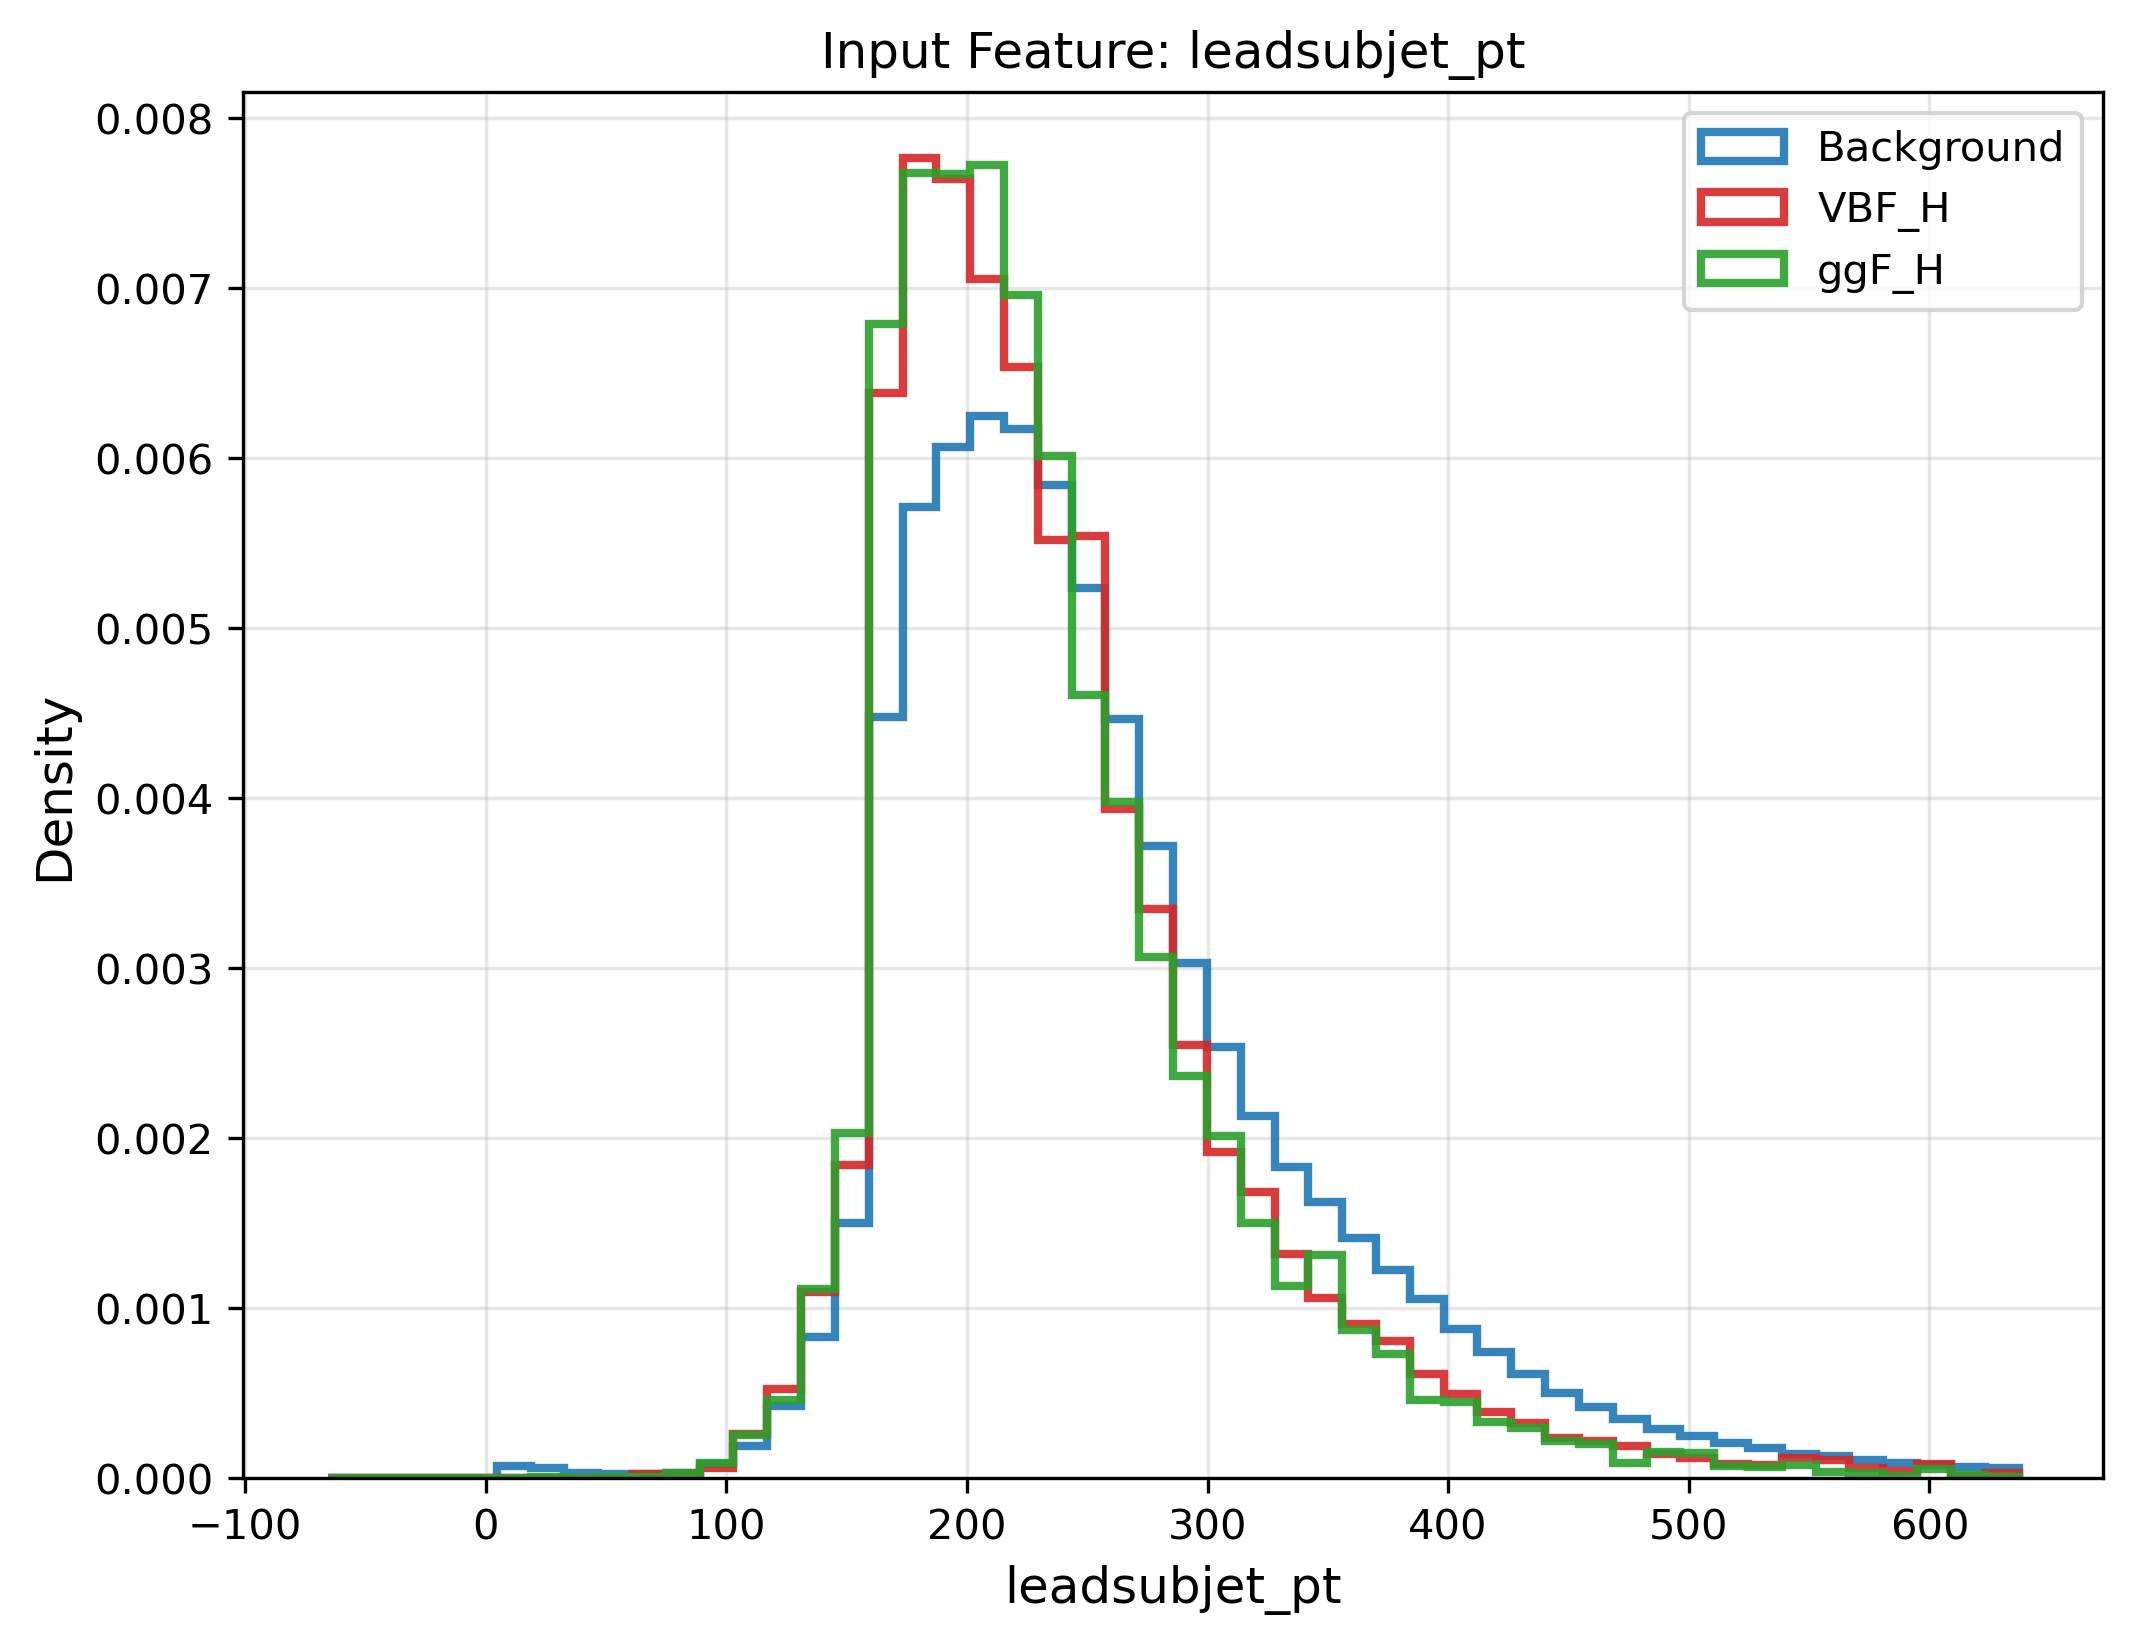 Input Feature: leadsubjet_pt
0.008
0.007
0.006
0.005
0.004
0.003
0.002
0.001
0.000
Density
Background
VBF_H
ggF_H
−100 0 100 200 300 400 500 600
leadsubjet_pt